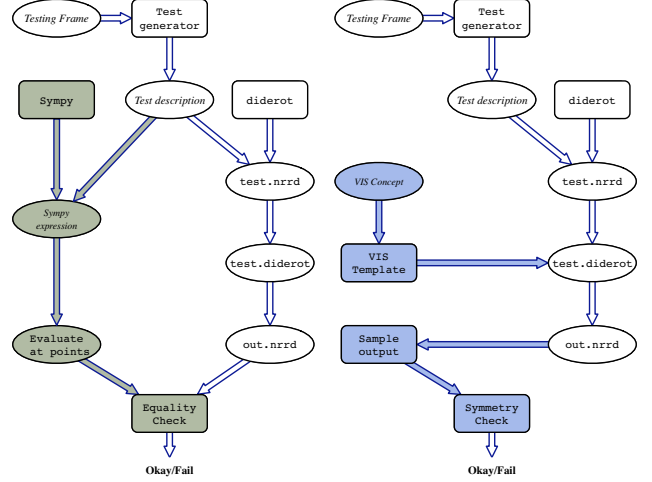 Testing Frame
Test
generator
Sympy
Test description
diderot
test.nrrd
Sympy
expression
test.diderot
Evaluate
at points
out.nrrd
Equality
Check
Okay/Fail
Testing Frame
Test
generator
Test description
diderot
test.nrrd
VIS Concept
VIS
Template
test.diderot
Sample
output
out.nrrd
Symmetry
Check
Okay/Fail